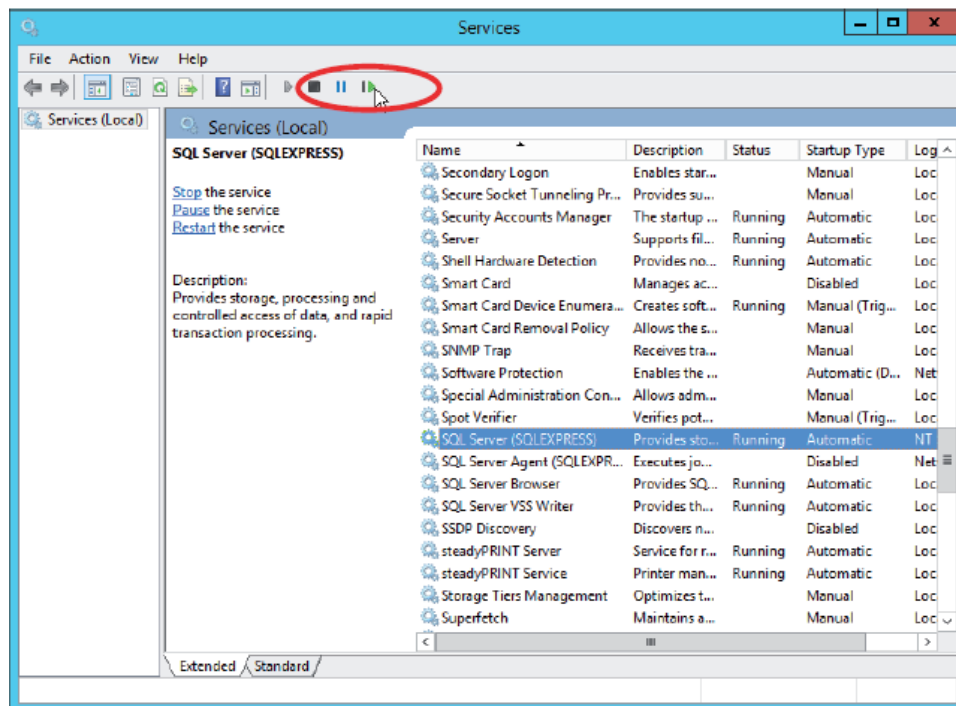 Services
File Action View Help
Services (Local)
Services (Local)
SQL Server (SQLEXPRESS)
Stop the service
Pause the service
Restart the service
Description:
Provides storage, processing and
controlled access of data, and rapid
transaction processing.
Name Description Status Startup Type Log
Secondary Logon Enables star... Manual Loc
Secure Socket Tunneling Pr... Provides su... Manual Loc
Security Accounts Manager The startup ... Running Automatic Loc
Server Supports fil... Running Automatic Loc
Shell Hardware Detection Provides no... Running Automatic Loc
Smart Card Manages ac... Disabled Loc
Smart Card Device Enumera... Creates soft... Running Manual (Trig... Loc
Smart Card Removal Policy Allows the s... Manual Loc
SNMP Trap Receives tra... Manual Loc
Software Protection Enables the ... Automatic (D... Net
Special Administration Con... Allows adm... Manual Loc
Spot Verifier Verifies pot... Manual (Trig... Loc
SQL Server (SQLEXPRESS) Provides sto... Running Automatic NT
SQL Server Agent (SQLEXPR... Executes jo... Disabled Net
SQL Server Browser Provides SQ... Running Automatic Loc
SQL Server VSS Writer Provides th... Running Automatic Loc
SSDP Discovery Discovers n... Disabled Loc
steadyPRINT Server Service for r... Running Automatic Loc
steadyPRINT Service Printer man... Running Automatic Loc
Storage Tiers Management Optimizes t... Manual Loc
Superfetch Maintains a... Manual Loc
Extended Standard